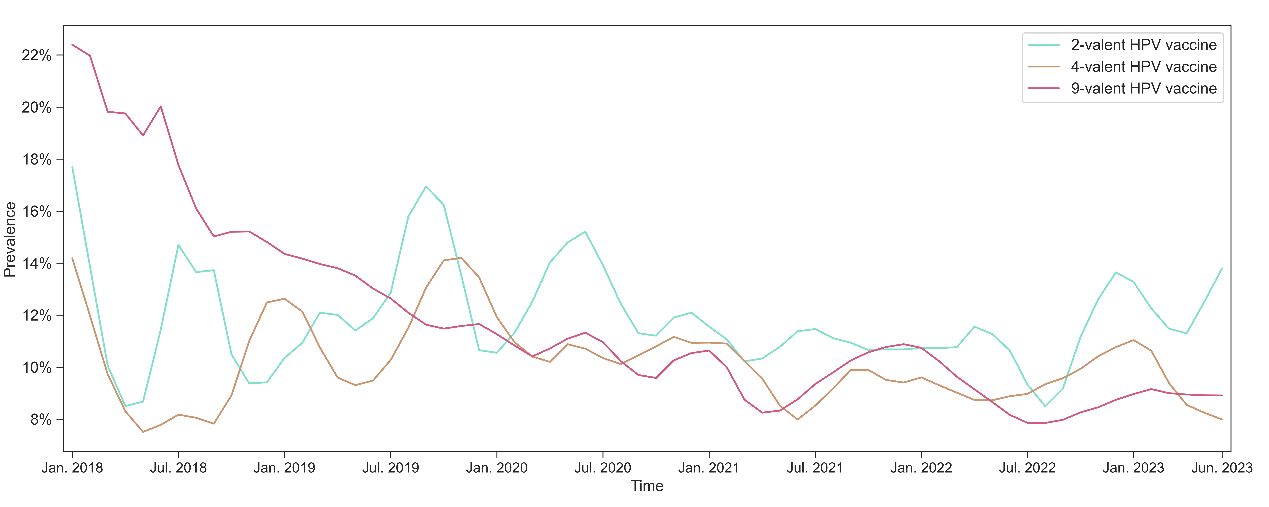 2-valent HPV vaccine
4-valent HPV vaccine
9-valent HPV vaccine
22%
20%
18%
16%
14%
12%
10%
8%
Prevalence
Jan. 2018 Jul. 2018 Jan. 2019 Jul. 2019 Jan. 2020 Jul. 2020 Jan. 2021 Jul. 2021 Jan. 2022 Jul. 2022 Jan. 2023 Jun. 2023
Time